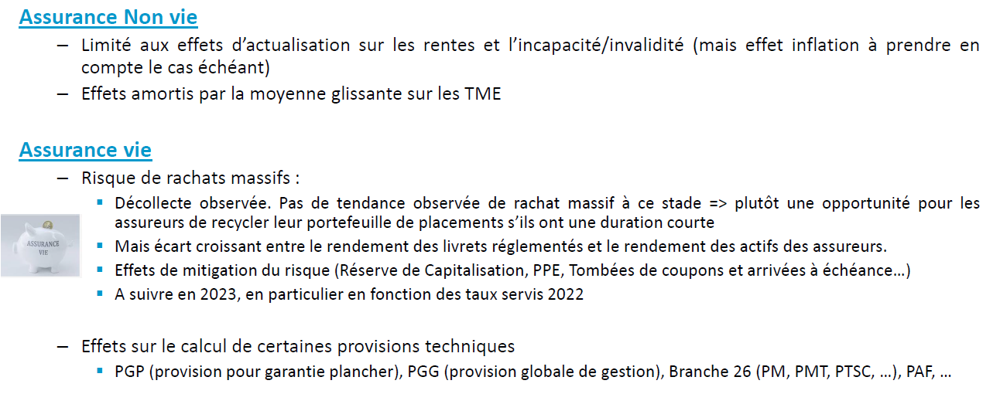 Assurance Non vie
– Limité aux effets d’actualisation sur les rentes et l’incapacité/invalidité (mais effet inflation à prendre en
compte le cas échéant)
– Effets amortis par la moyenne glissante sur les TME
Assurance vie
– Risque de rachats massifs :
▪ Décollecte observée. Pas de tendance observée de rachat massif à ce stade => plutôt une opportunité pour les
assureurs de recycler leur portefeuille de placements s’ils ont une duration courte
ASSURANCE
VIE
▪ Mais écart croissant entre le rendement des livrets réglementés et le rendement des actifs des assureurs.
▪ Effets de mitigation du risque (Réserve de Capitalisation, PPE, Tombées de coupons et arrivées à échéance…)
▪ A suivre en 2023, en particulier en fonction des taux servis 2022
– Effets sur le calcul de certaines provisions techniques
▪ PGP (provision pour garantie plancher), PGG (provision globale de gestion), Branche 26 (PM, PMT, PTSC, …), PAF, …